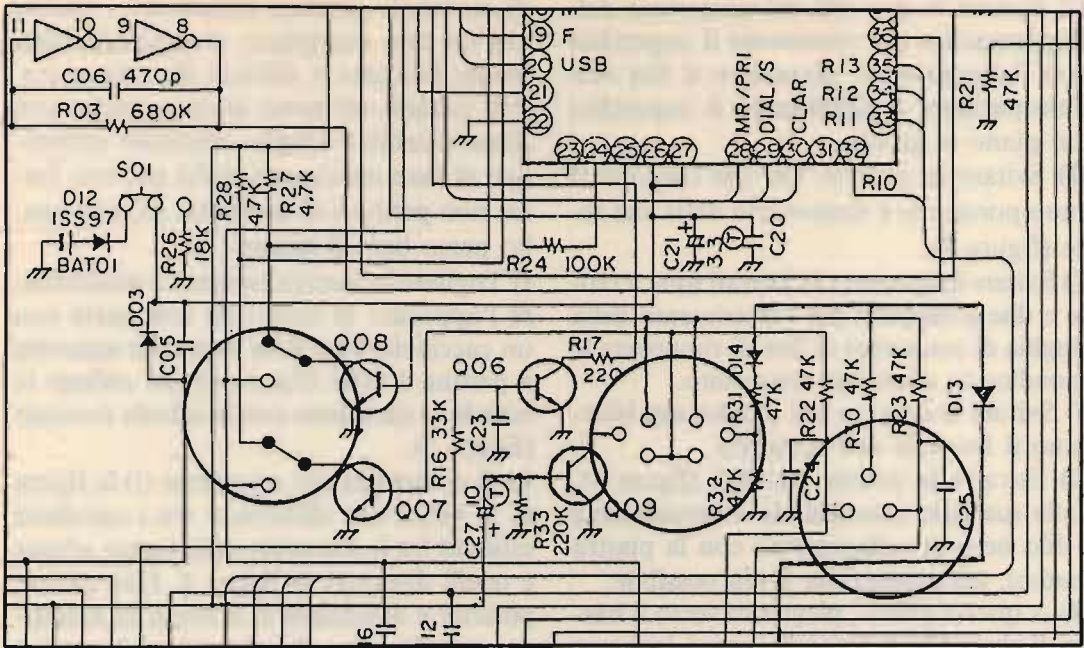 11 10 9 8
C06 470p
R03 680K
S01
D12
1SS97
BAT01
R26
18K
R28
4.7K
R27
4.7K
19 F
20 USB
21
22
23 24 25 26 27 28 29 30 31 32
MF/R1
DIAL/S
CLAR
36
R13 35
R12 34
R11 33
R10
R21
47K
R24 100K
C21
+
3.3
T
C20
D03
C05
Q08
Q07
Q06
R16 33K
C23
C27
10
T
+
R33
220K
R17
220
Q09
D14
R31
47K
R32
47K
R22 47K
R30 47K
R23 47K
C24
C25
D13
16
12